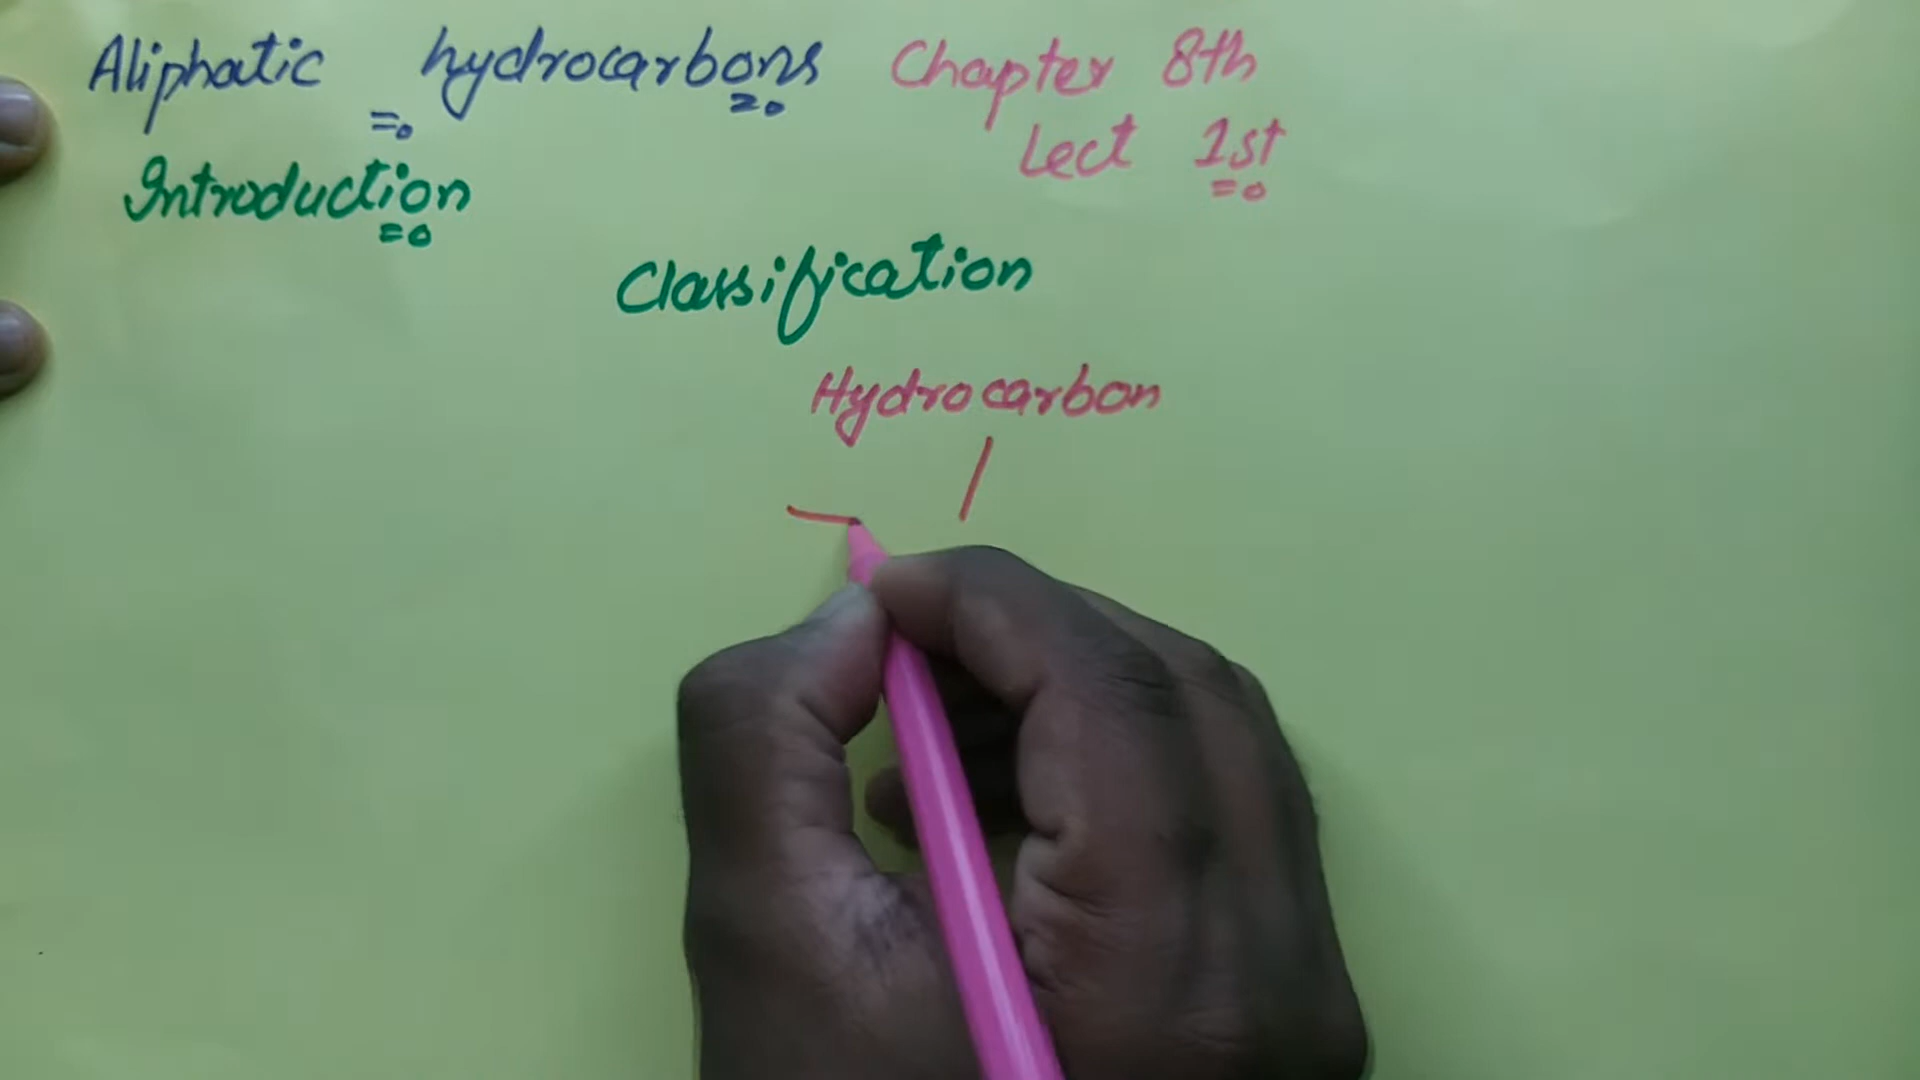 Aliphatic hydrocarbons Chapter 8th
Lect 1st
Introduction
Classification
Hydrocarbon